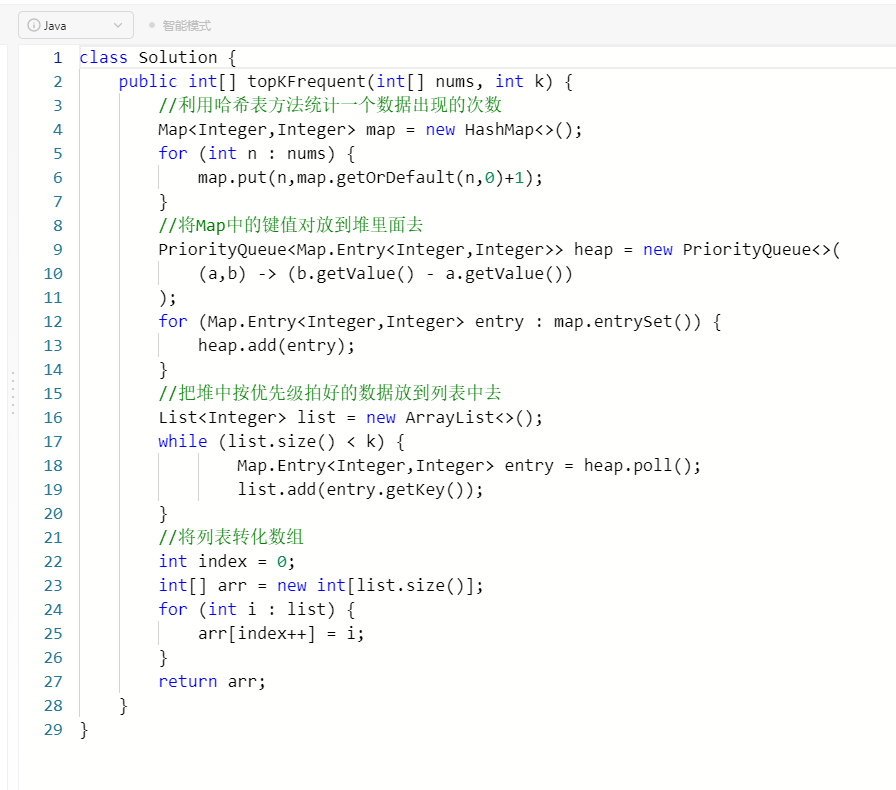 Java 智能模式
1 class Solution {
2 public int[] topKFrequent(int[] nums, int k) {
3 //利用哈希表方法统计一个数据出现的次数
4 Map<Integer,Integer> map = new HashMap<>();
5 for (int n : nums) {
6 map.put(n,map.getOrDefault(n,0)+1);
7 }
8 //将Map中的键值对放到堆里面去
9 PriorityQueue<Map.Entry<Integer,Integer>> heap = new PriorityQueue<>(
10 (a,b) -> (b.getValue() - a.getValue())
11 );
12 for (Map.Entry<Integer,Integer> entry : map.entrySet()) {
13 heap.add(entry);
14 }
15 //把堆中按优先级拍好的数据放到列表中去
16 List<Integer> list = new ArrayList<>();
17 while (list.size() < k) {
18 Map.Entry<Integer,Integer> entry = heap.poll();
19 list.add(entry.getKey());
20 }
21 //将列表转化数组
22 int index = 0;
23 int[] arr = new int[list.size()];
24 for (int i : list) {
25 arr[index++] = i;
26 }
27 return arr;
28 }
29 }